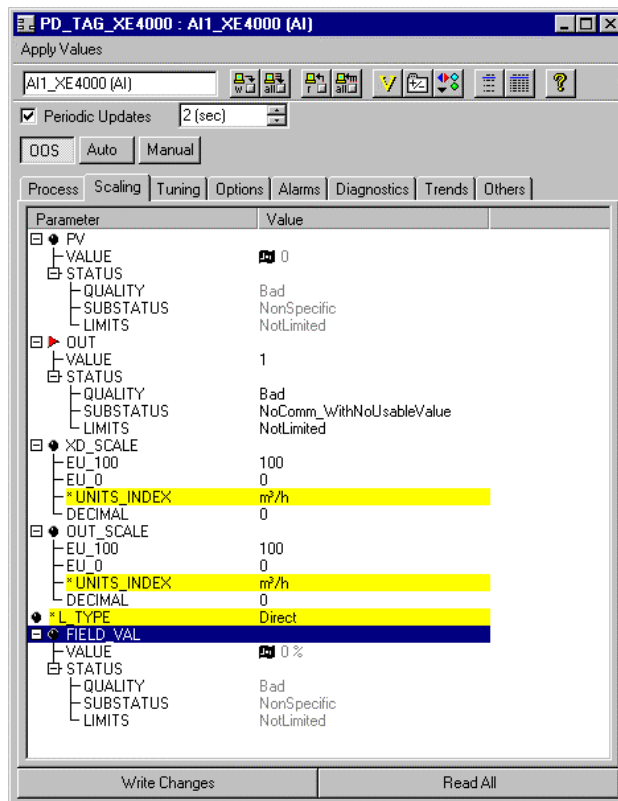 PD_TAG_XE4000 : AI1_XE4000 (AI)
Apply Values
AI1_XE4000 (AI)
w all r all
Periodic Updates 2 (sec)
OOS Auto Manual
Process Scaling Tuning Options Alarms Diagnostics Trends Others
Parameter Value
PV
VALUE 0
STATUS
QUALITY Bad
SUBSTATUS NonSpecific
LIMITS NotLimited
OUT
VALUE 1
STATUS
QUALITY Bad
SUBSTATUS NoComm_WithNoUsableValue
LIMITS NotLimited
XD_SCALE
EU_100 100
EU_0 0
* UNITS_INDEX m³/h
DECIMAL 0
OUT_SCALE
EU_100 100
EU_0 0
* UNITS_INDEX m³/h
DECIMAL 0
* L_TYPE Direct
FIELD_VAL
VALUE 0 %
STATUS
QUALITY Bad
SUBSTATUS NonSpecific
LIMITS NotLimited
Write Changes Read All